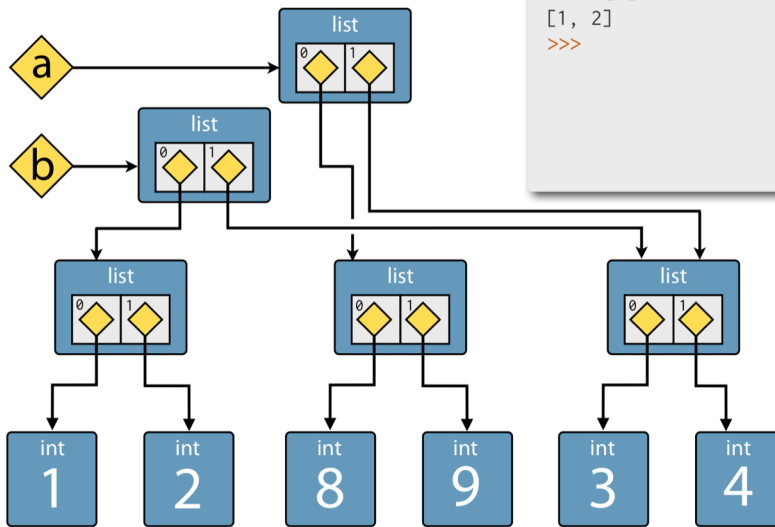 [1, 2]
>>>
list
0 1
a
list
0 1
b
list
0 1
list
0 1
list
0 1
int
1
int
2
int
8
int
9
int
3
int
4